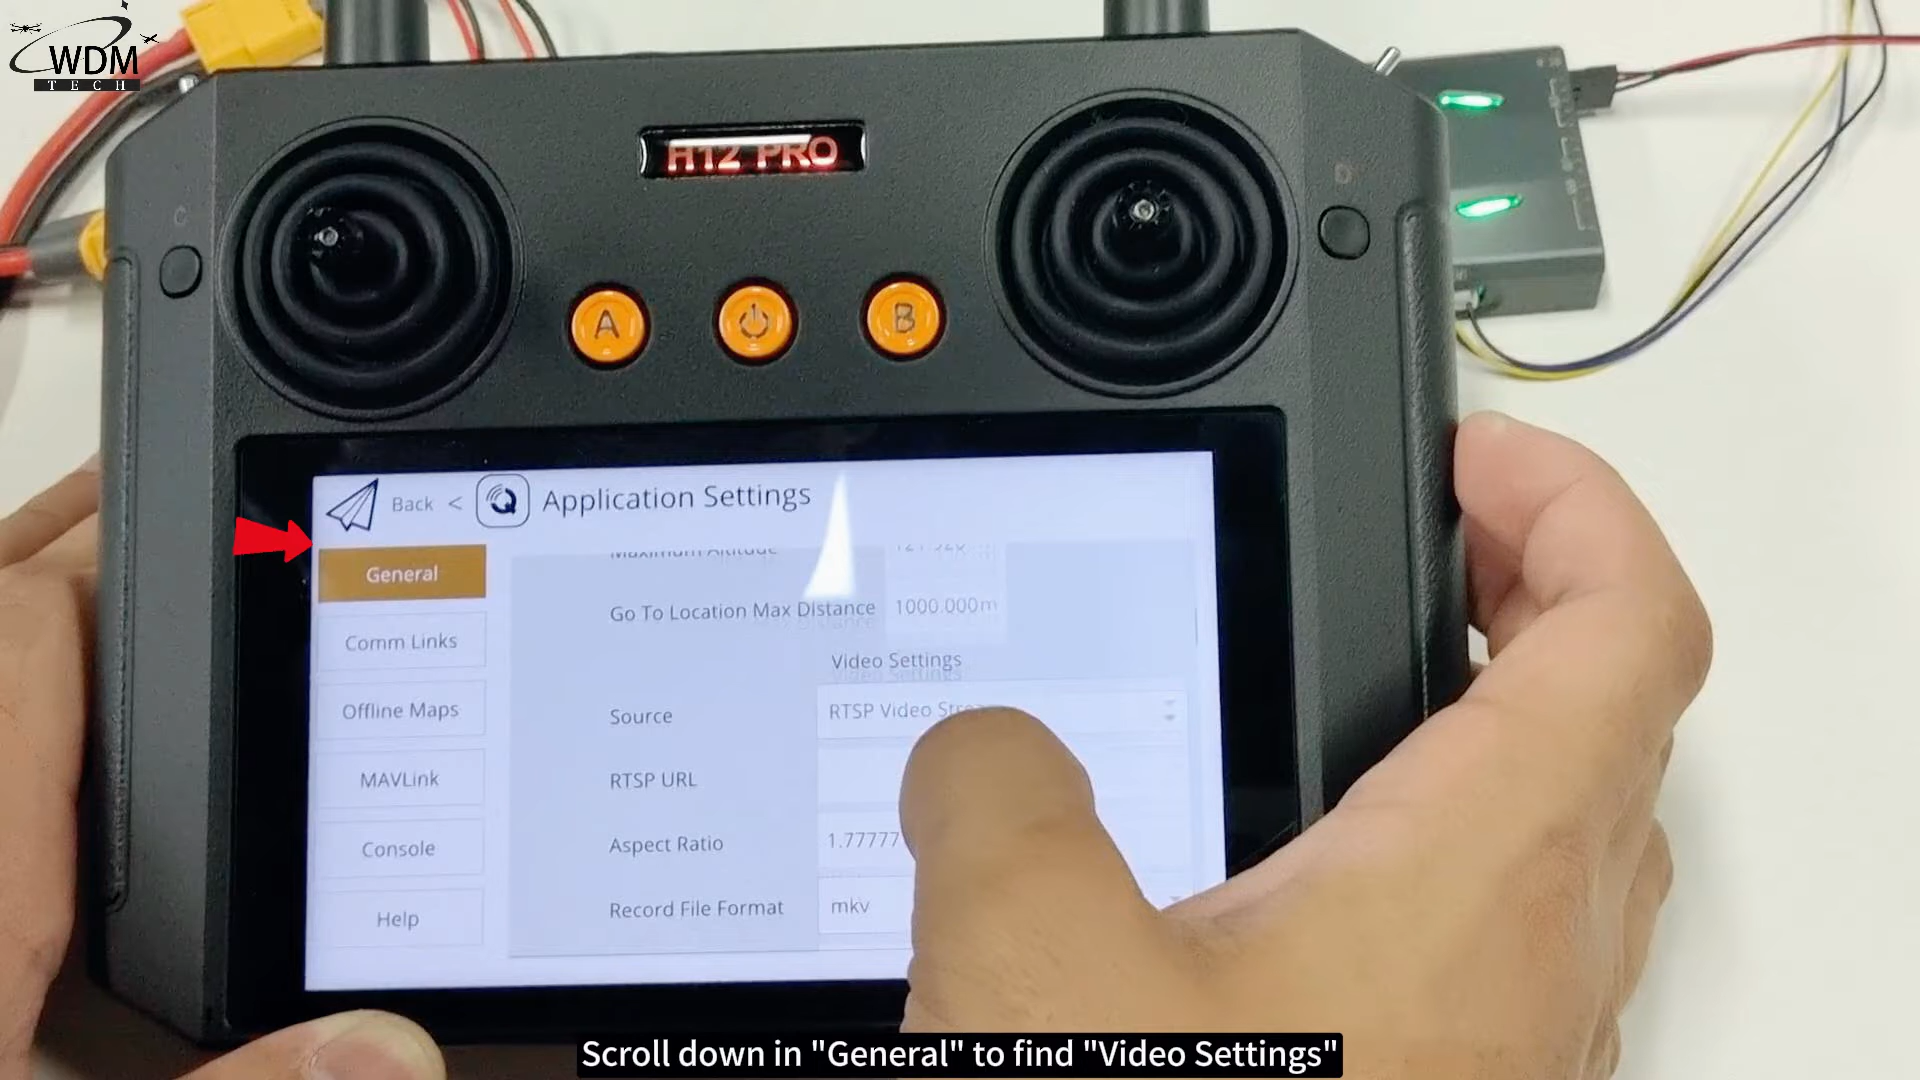 WDM
TECH
H12 PRO
C
D
A
B
Back < Application Settings
General
Comm Links
Offline Maps
MAVLink
Console
Help
Maximum Altitude
Go To Location Max Distance 1000.000m
Video Settings
Source RTSP Video
RTSP URL
Aspect Ratio 1.77777
Record File Format mkv
Scroll down in "General" to find "Video Settings"